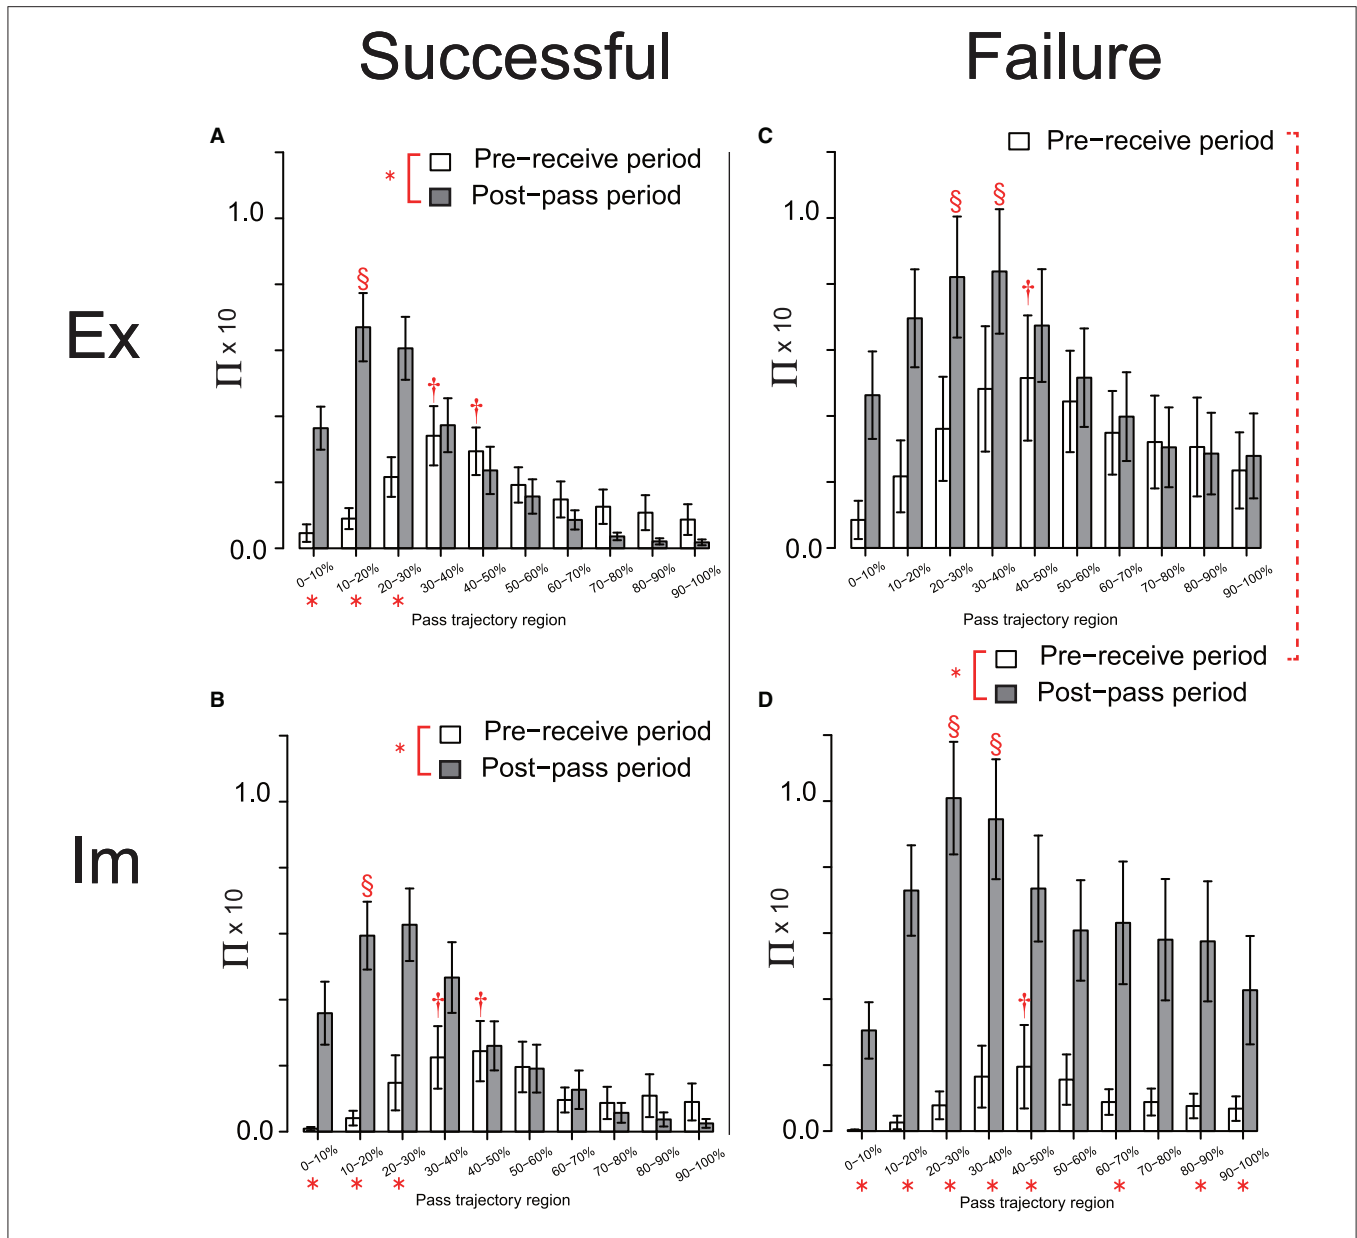 Successful
Failure
Ex
Im
A
* Pre−receive period
Post−pass period
1.0
0.0
Π x 10
§
† †
0−10% 10−20% 20−30% 30−40% 40−50% 50−60% 60−70% 70−80% 80−90% 90−100%
* * *
Pass trajectory region
C
Pre−receive period
1.0
0.0
Π x 10
§ §
†
0−10% 10−20% 20−30% 30−40% 40−50% 50−60% 60−70% 70−80% 80−90% 90−100%
Pass trajectory region
B
* Pre−receive period
Post−pass period
1.0
0.0
Π x 10
§
† †
0−10% 10−20% 20−30% 30−40% 40−50% 50−60% 60−70% 70−80% 80−90% 90−100%
* * *
Pass trajectory region
D
* Pre−receive period
Post−pass period
1.0
0.0
Π x 10
§ §
†
0−10% 10−20% 20−30% 30−40% 40−50% 50−60% 60−70% 70−80% 80−90% 90−100%
* * * * * * * *
Pass trajectory region